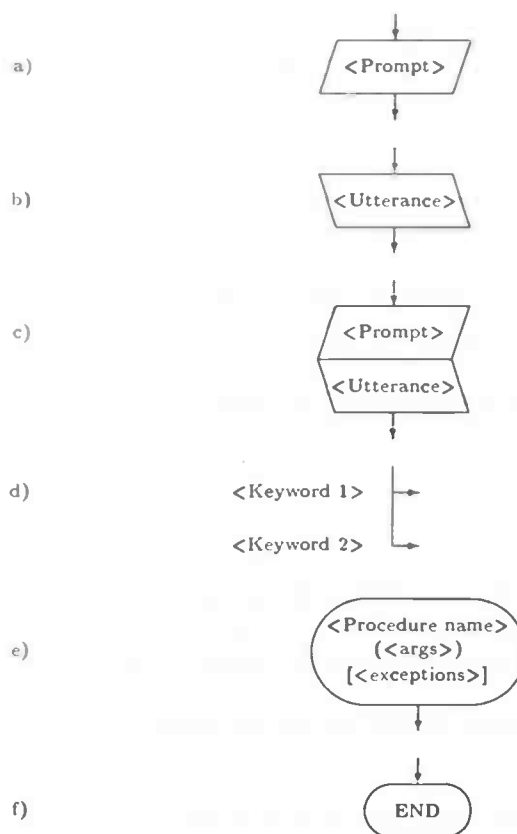 a) <Prompt>
b) <Utterance>
c) <Prompt>
<Utterance>
d) <Keyword 1>
<Keyword 2>
<Procedure name>
e) (<args>)
[<exceptions>]
f) END